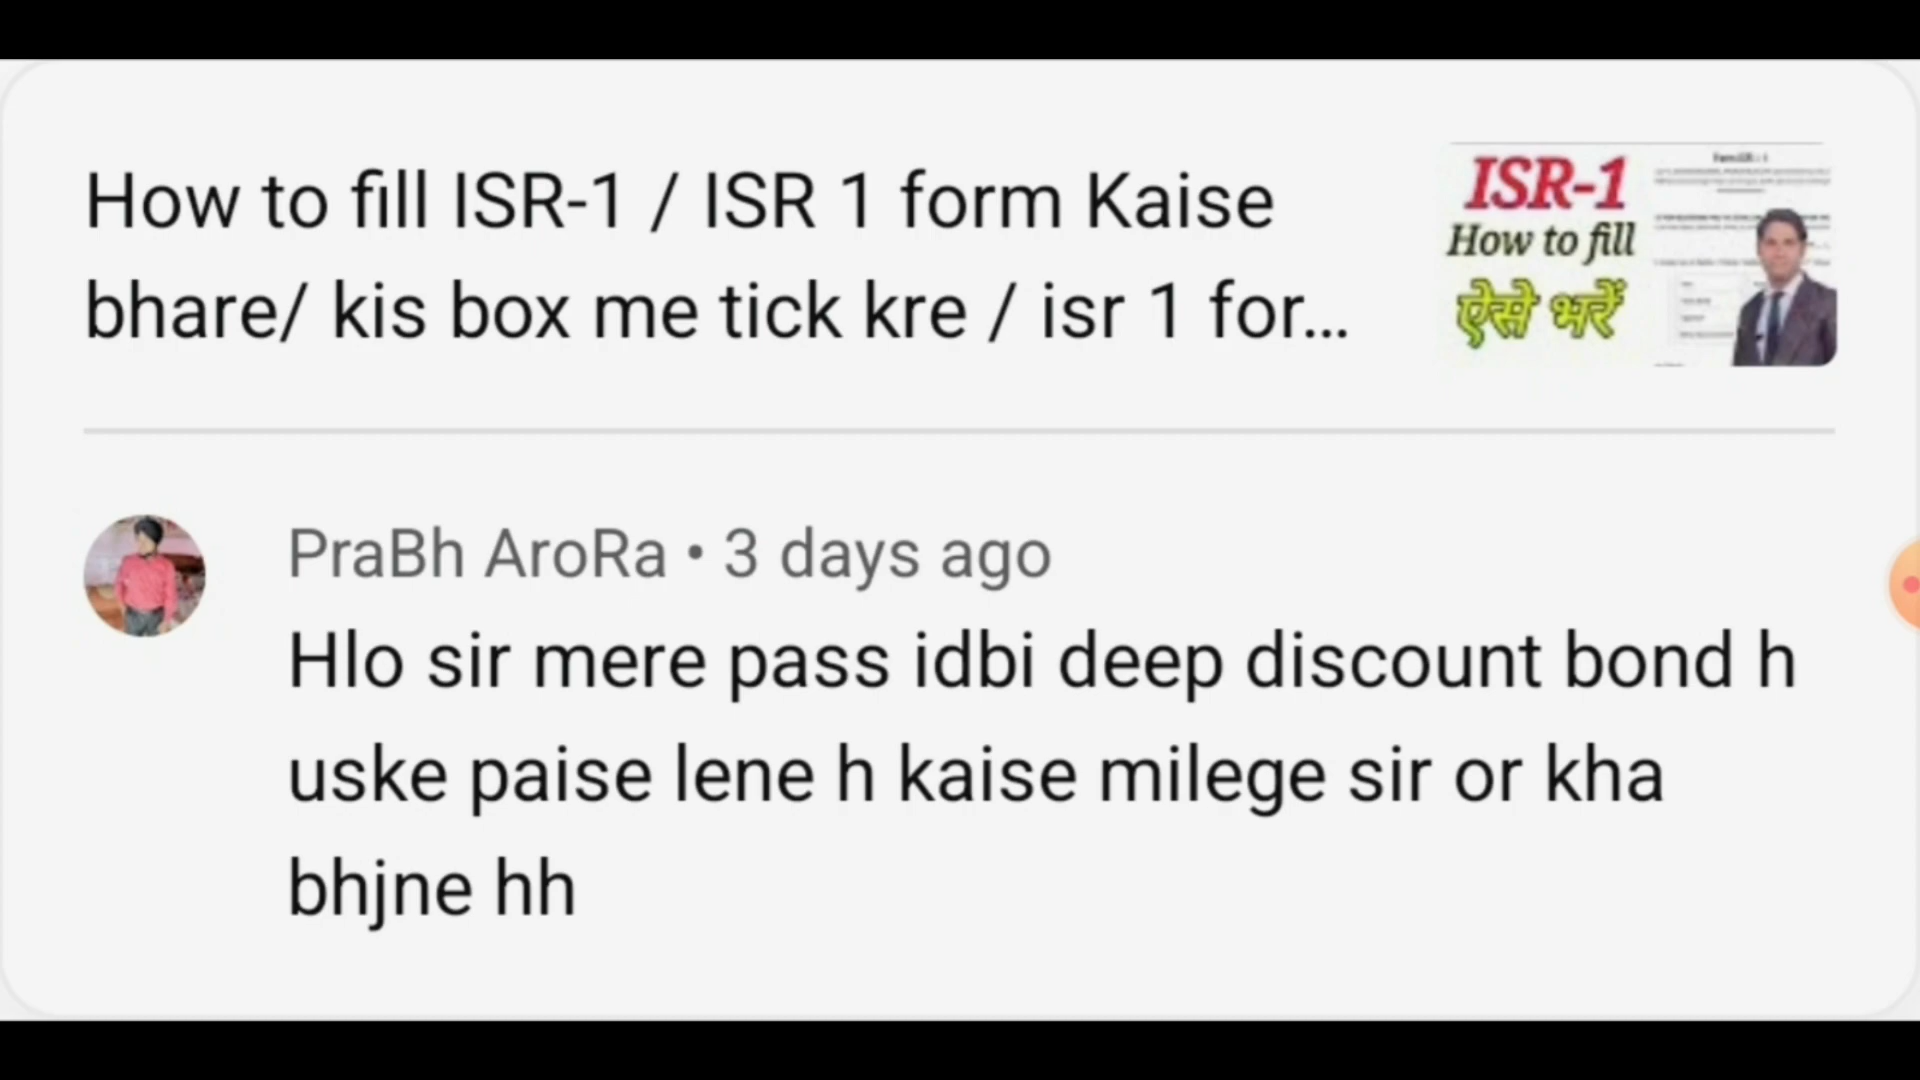 How to fill ISR-1 / ISR 1 form Kaise
bhare/ kis box me tick kre / isr 1 for...
ISR-1
How to fill
ऐसे भरें
PraBh AroRa • 3 days ago
Hlo sir mere pass idbi deep discount bond h
uske paise lene h kaise milege sir or kha
bhjne hh